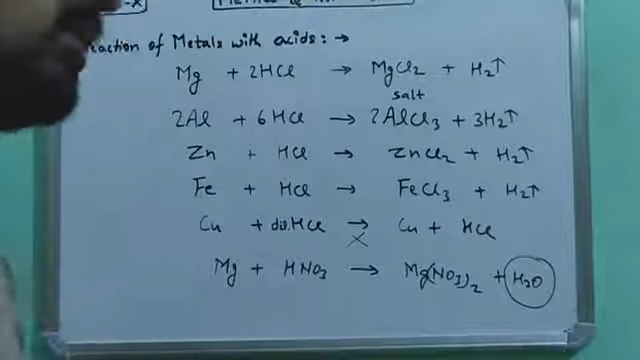 -X
eaction of Metals with acids : →
Mg + 2HCl → MgCl2 + H2↑
salt
2Al + 6HCl → 2AlCl3 + 3H2↑
Zn + HCl → ZnCl2 + H2↑
Fe + HCl → FeCl3 + H2↑
Cu + dil.HCl → Cu + HCl
X
Mg + HNO3 → Mg(NO3)2 + H2O